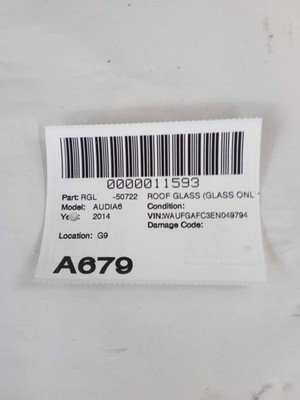 0000011593
Part: RGL -50722 ROOF GLASS (GLASS ONL
Model: AUDIA6 Condition:
2014 VIN:WAUFGAFC3EN049794
Damage Code:
Location: G9
A679